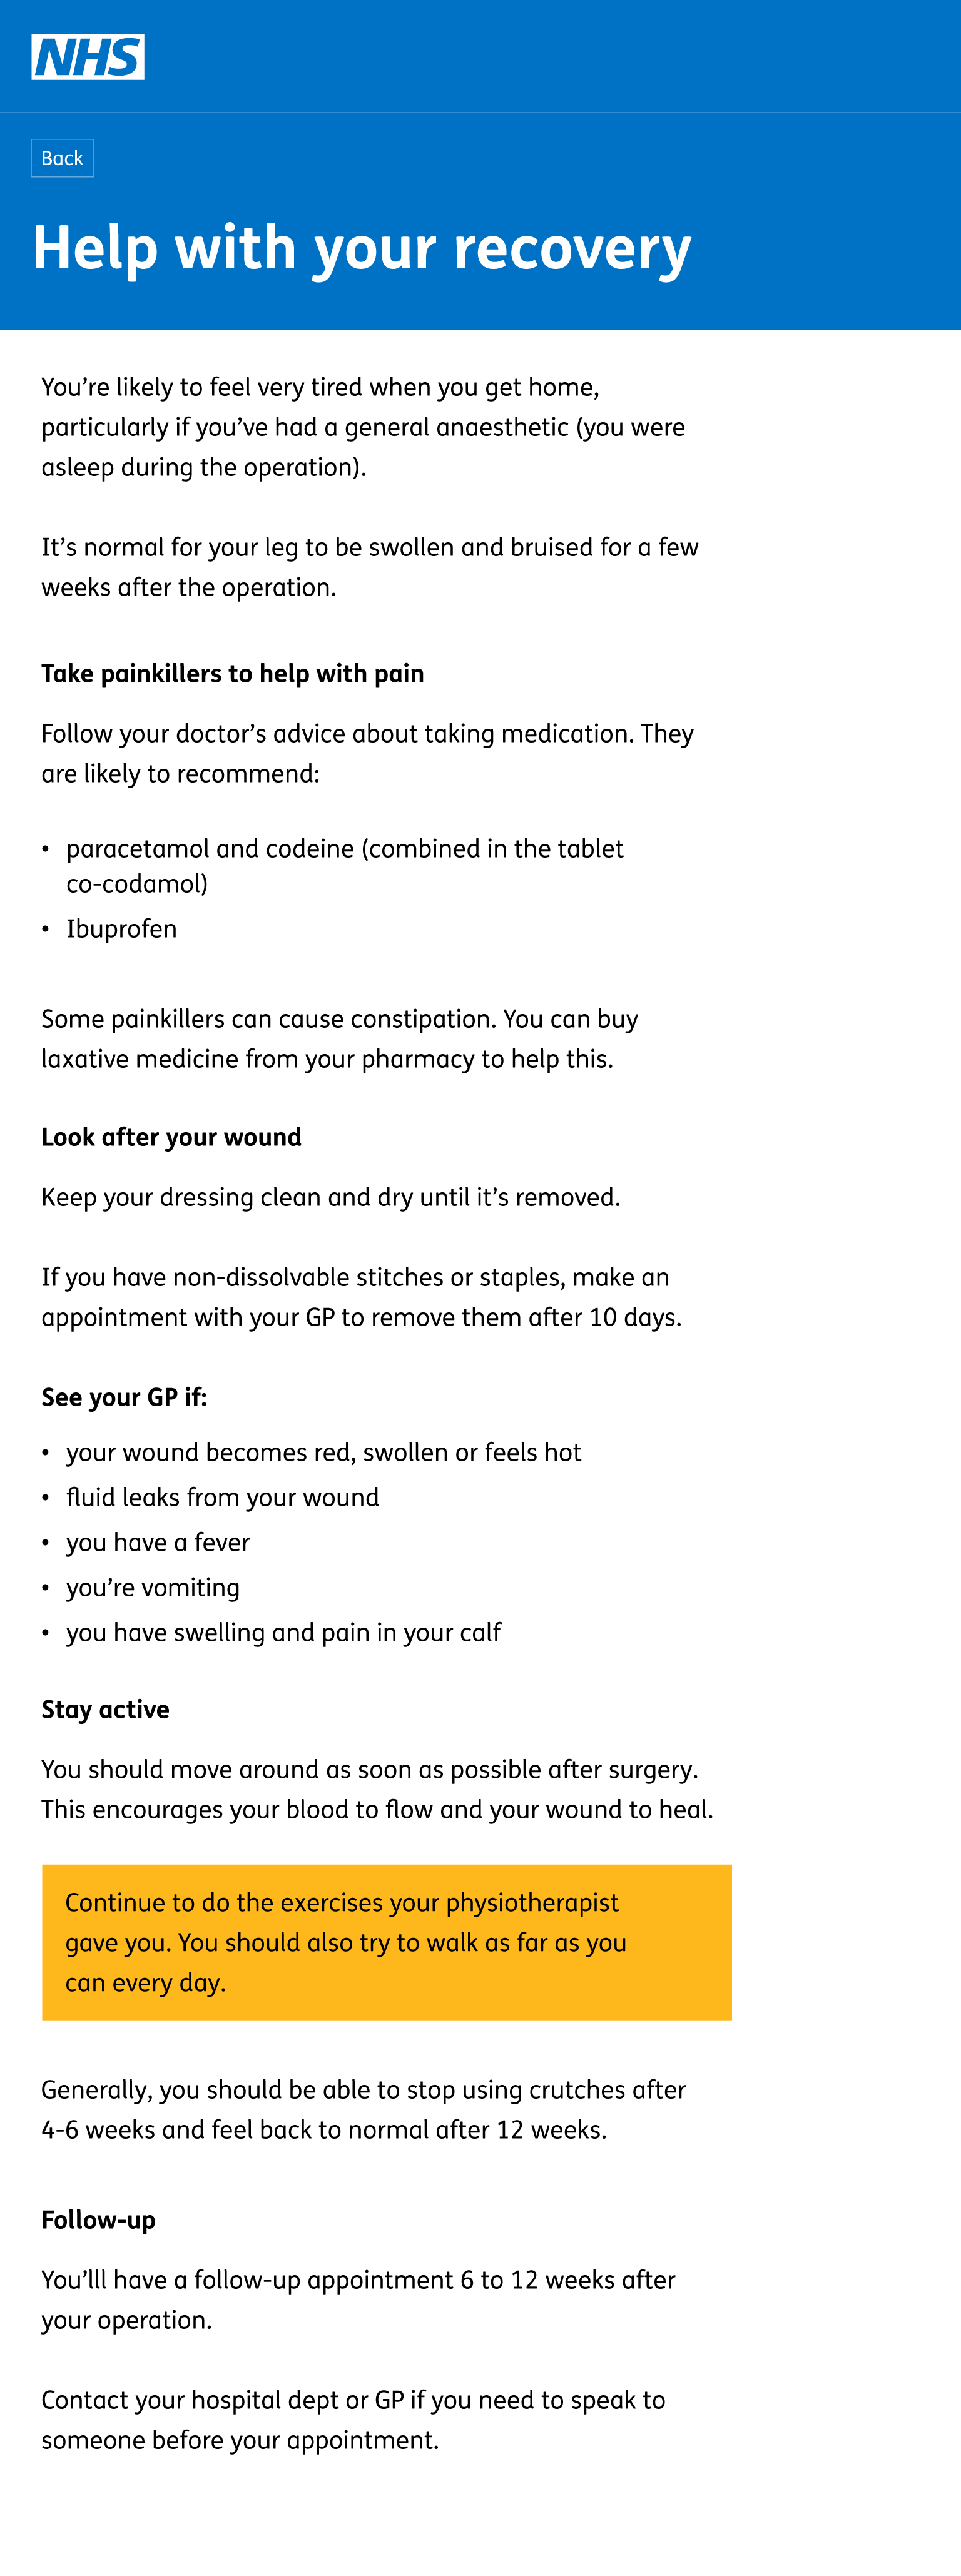 NHS
Back
Help with your recovery
You’re likely to feel very tired when you get home,
particularly if you’ve had a general anaesthetic (you were
asleep during the operation).
It’s normal for your leg to be swollen and bruised for a few
weeks after the operation.
Take painkillers to help with pain
Follow your doctor’s advice about taking medication. They
are likely to recommend:
• paracetamol and codeine (combined in the tablet
co-codamol)
• Ibuprofen
Some painkillers can cause constipation. You can buy
laxative medicine from your pharmacy to help this.
Look after your wound
Keep your dressing clean and dry until it’s removed.
If you have non-dissolvable stitches or staples, make an
appointment with your GP to remove them after 10 days.
See your GP if:
• your wound becomes red, swollen or feels hot
• fluid leaks from your wound
• you have a fever
• you’re vomiting
• you have swelling and pain in your calf
Stay active
You should move around as soon as possible after surgery.
This encourages your blood to flow and your wound to heal.
Continue to do the exercises your physiotherapist
gave you. You should also try to walk as far as you
can every day.
Generally, you should be able to stop using crutches after
4-6 weeks and feel back to normal after 12 weeks.
Follow-up
You’lll have a follow-up appointment 6 to 12 weeks after
your operation.
Contact your hospital dept or GP if you need to speak to
someone before your appointment.